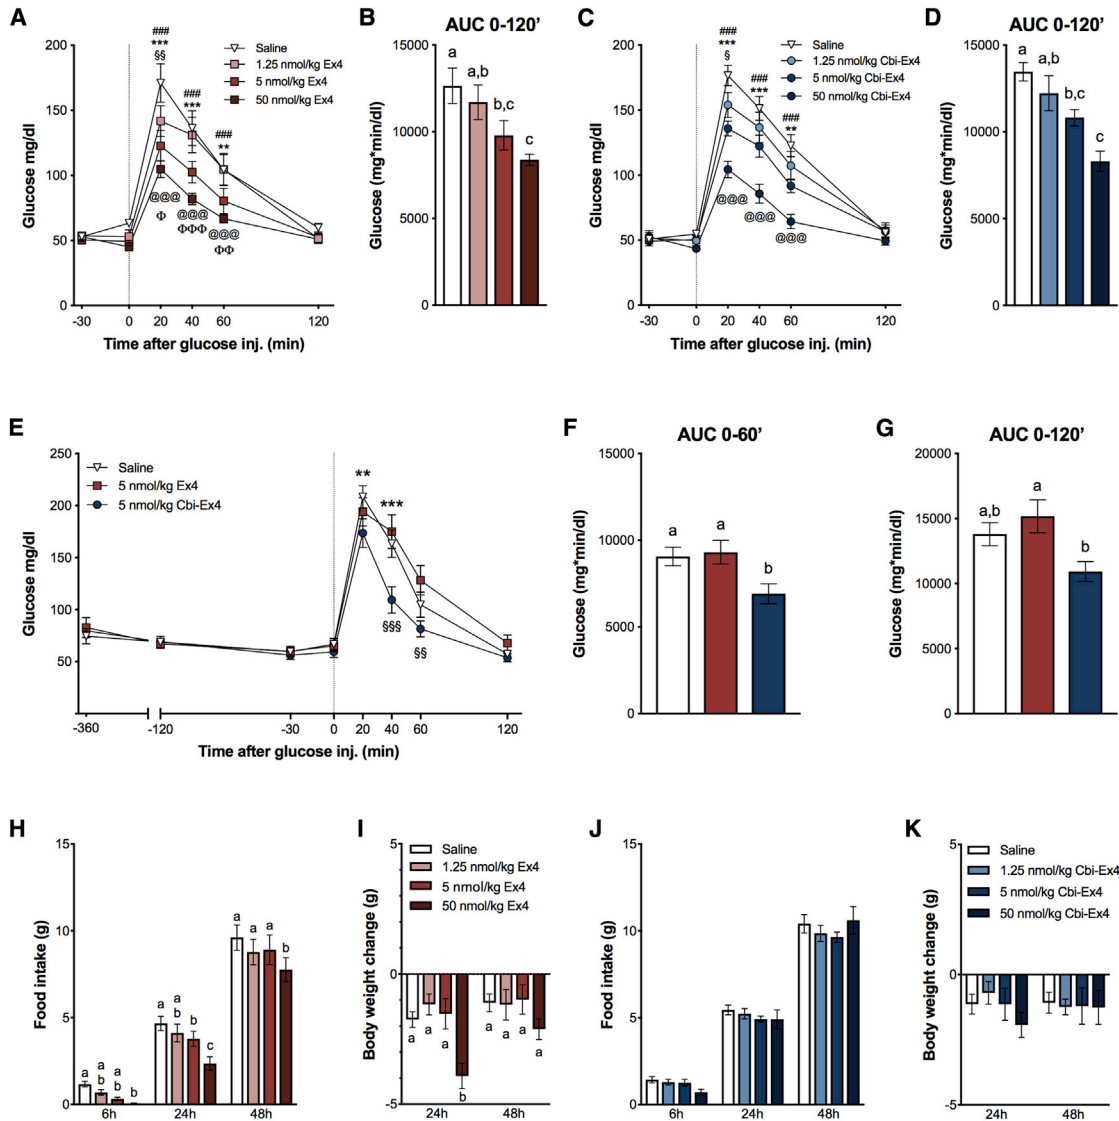 A
###
***
§§
###
***
###
**
Saline
1.25 nmol/kg Ex4
5 nmol/kg Ex4
50 nmol/kg Ex4
200
150
100
50
0
Glucose mg/dl
@@@
Φ
@@@
ΦΦΦ
@@@
ΦΦ
-30 0 20 40 60 120
Time after glucose inj. (min)
B
AUC 0-120’
15000
10000
5000
0
Glucose (mg*min/dl)
a a,b b,c c
C
###
***
§
###
***
###
**
Saline
1.25 nmol/kg Cbi-Ex4
5 nmol/kg Cbi-Ex4
50 nmol/kg Cbi-Ex4
200
150
100
50
0
Glucose mg/dl
@@@
@@@
@@@
-30 0 20 40 60 120
Time after glucose inj. (min)
D
AUC 0-120’
15000
10000
5000
0
Glucose (mg*min/dl)
a a,b b,c c
E
250
200
150
100
50
Glucose mg/dl
Saline
5 nmol/kg Ex4
5 nmol/kg Cbi-Ex4
**
***
§§§
§§
-360 -120 -30 0 20 40 60 120
Time after glucose inj. (min)
F
AUC 0-60’
15000
10000
5000
0
Glucose (mg*min/dl)
a a b
G
AUC 0-120’
20000
15000
10000
5000
0
Glucose (mg*min/dl)
a,b a b
H
15
10
5
0
Food intake (g)
a a b a b b
a a b b c
a a a b
6h 24h 48h
I
5
0
-5
Body weight change (g)
Saline
1.25 nmol/kg Ex4
5 nmol/kg Ex4
50 nmol/kg Ex4
a a a b
a a a a
24h 48h
J
15
10
5
0
Food intake (g)
6h 24h 48h
K
5
0
-5
Body weight change (g)
Saline
1.25 nmol/kg Cbi-Ex4
5 nmol/kg Cbi-Ex4
50 nmol/kg Cbi-Ex4
24h 48h